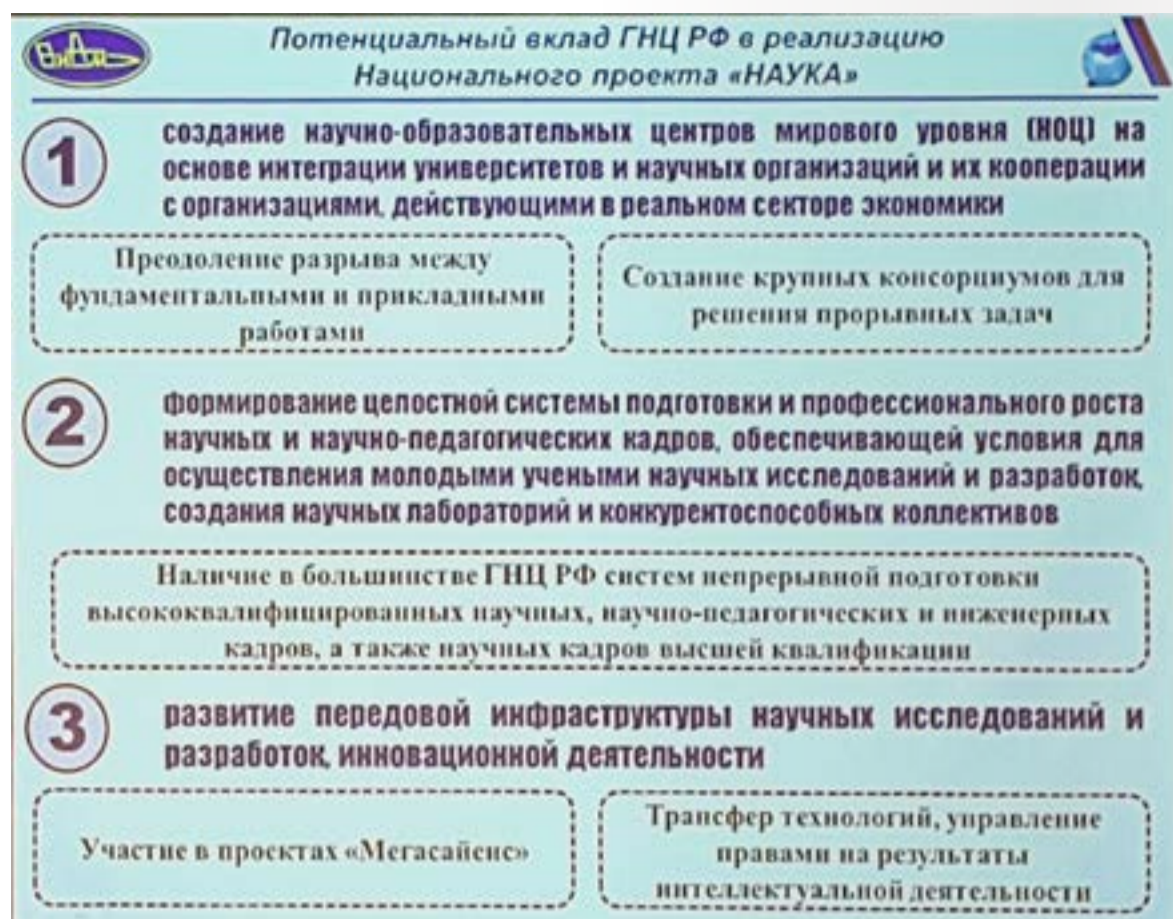 ВИАМ
Потенциальный вклад ГНЦ РФ в реализацию
Национального проекта «НАУКА»
1
создание научно-образовательных центров мирового уровня (НОЦ) на
основе интеграции университетов и научных организаций и их кооперации
с организациями, действующими в реальном секторе экономики
Преодоление разрыва между
фундаментальными и прикладными
работами
Создание крупных консорциумов для
решения прорывных задач
2
формирование целостной системы подготовки и профессионального роста
научных и научно-педагогических кадров, обеспечивающей условия для
осуществления молодыми учеными научных исследований и разработок,
создания научных лабораторий и конкурентоспособных коллективов
Наличие в большинстве ГНЦ РФ систем непрерывной подготовки
высококвалифицированных научных, научно-педагогических и инженерных
кадров, а также научных кадров высшей квалификации
3
развитие передовой инфраструктуры научных исследований и
разработок, инновационной деятельности
Участие в проектах «Мегасайенс»
Трансфер технологий, управление
правами на результаты
интеллектуальной деятельности